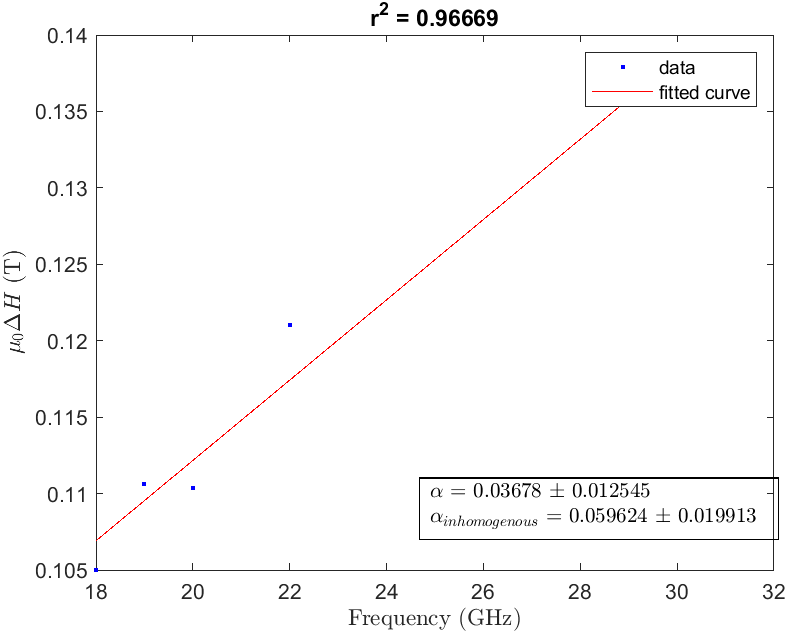 r² = 0.96669
0.14
0.135
0.13
0.125
0.12
0.115
0.11
0.105
μ₀ΔH (T)
data
fitted curve
α = 0.03678 ± 0.012545
α_inhomogenous = 0.059624 ± 0.019913
18 20 22 24 26 28 30 32
Frequency (GHz)